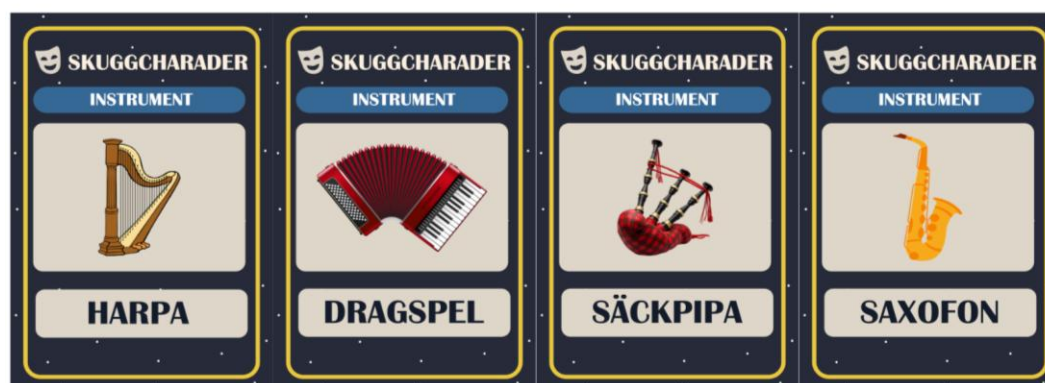 SKUGGCHARADER
INSTRUMENT
HARPA
SKUGGCHARADER
INSTRUMENT
DRAGSPEL
SKUGGCHARADER
INSTRUMENT
SÄCKPIPA
SKUGGCHARADER
INSTRUMENT
SAXOFON